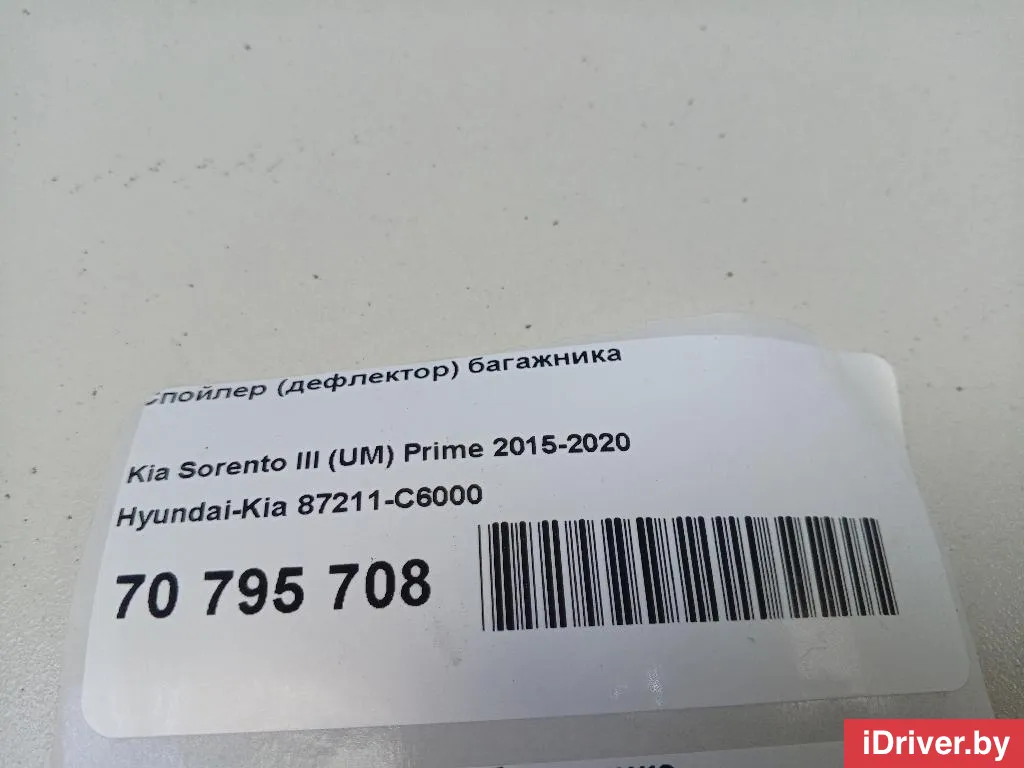 Спойлер (дефлектор) багажника
Kia Sorento III (UM) Prime 2015-2020
Hyundai-Kia 87211-C6000
70 795 708
iDriver.by